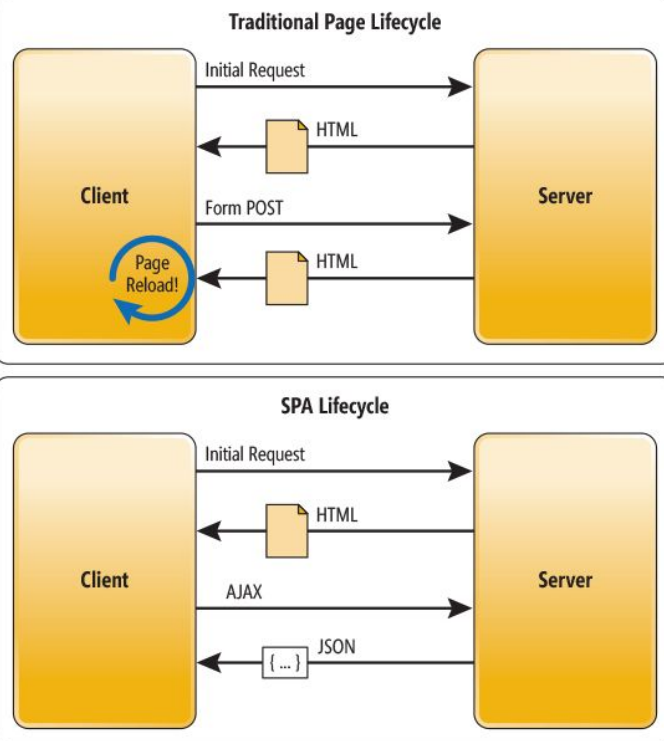 Traditional Page Lifecycle
Initial Request
HTML
Client
Server
Form POST
HTML
Page
Reload!
SPA Lifecycle
Initial Request
HTML
Client
Server
AJAX
JSON
{ ... }